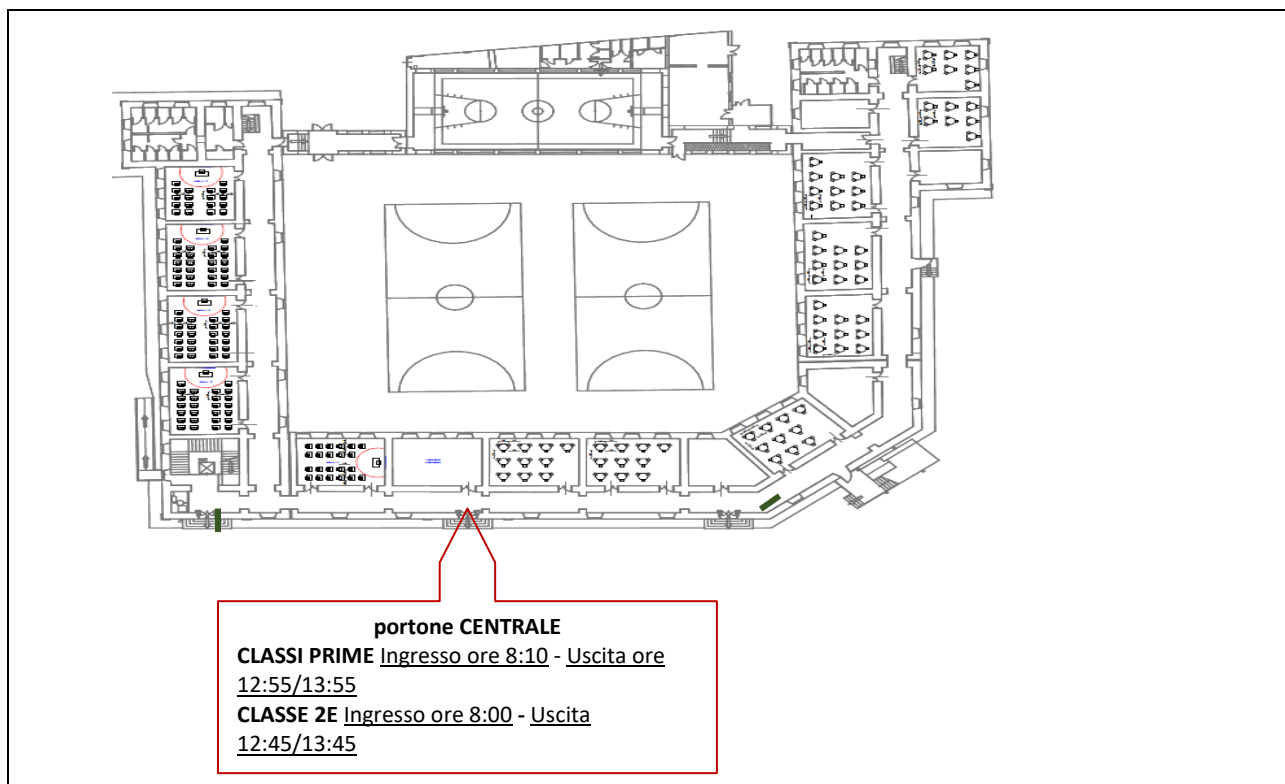 portone CENTRALE
CLASSI PRIME Ingresso ore 8:10 - Uscita ore
12:55/13:55
CLASSE 2E Ingresso ore 8:00 - Uscita
12:45/13:45